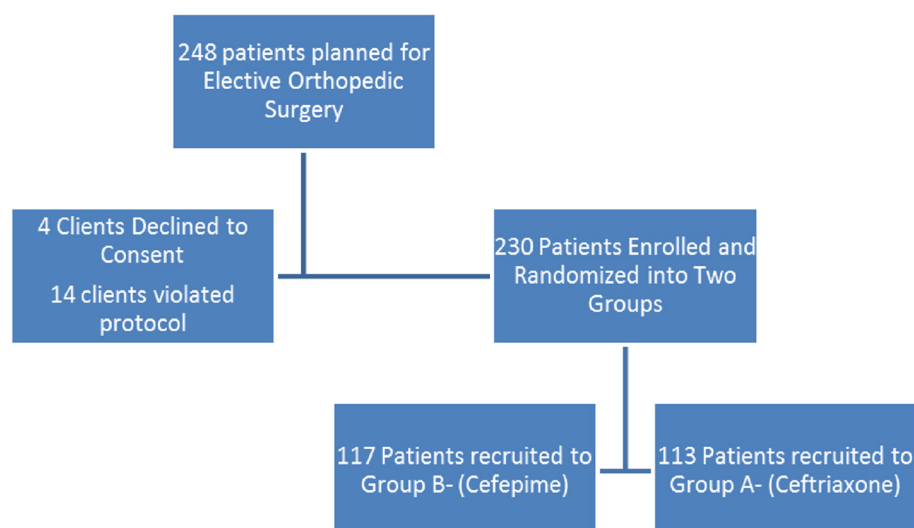 248 patients planned for
Elective Orthopedic
Surgery
4 Clients Declined to
Consent
14 clients violated
protocol
230 Patients Enrolled and
Randomized into Two
Groups
117 Patients recruited to
Group B- (Cefepime)
113 Patients recruited to
Group A- (Ceftriaxone)